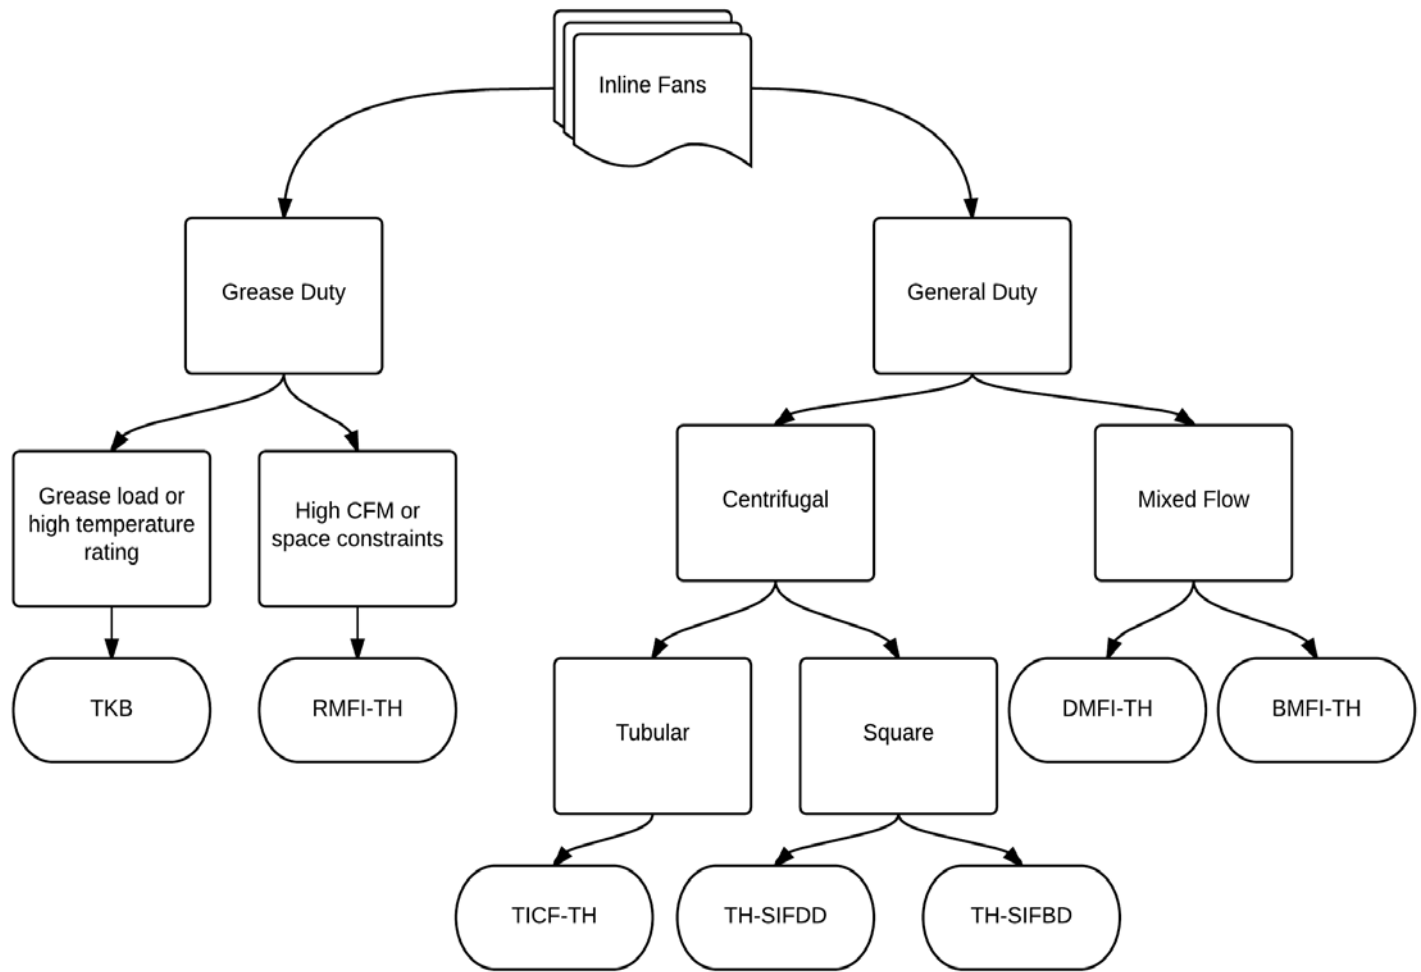 Inline Fans
Grease Duty
General Duty
Grease load or
high temperature
rating
High CFM or
space constraints
Centrifugal
Mixed Flow
TKB
RMFI-TH
Tubular
Square
DMFI-TH
BMFI-TH
TICF-TH
TH-SIFDD
TH-SIFBD